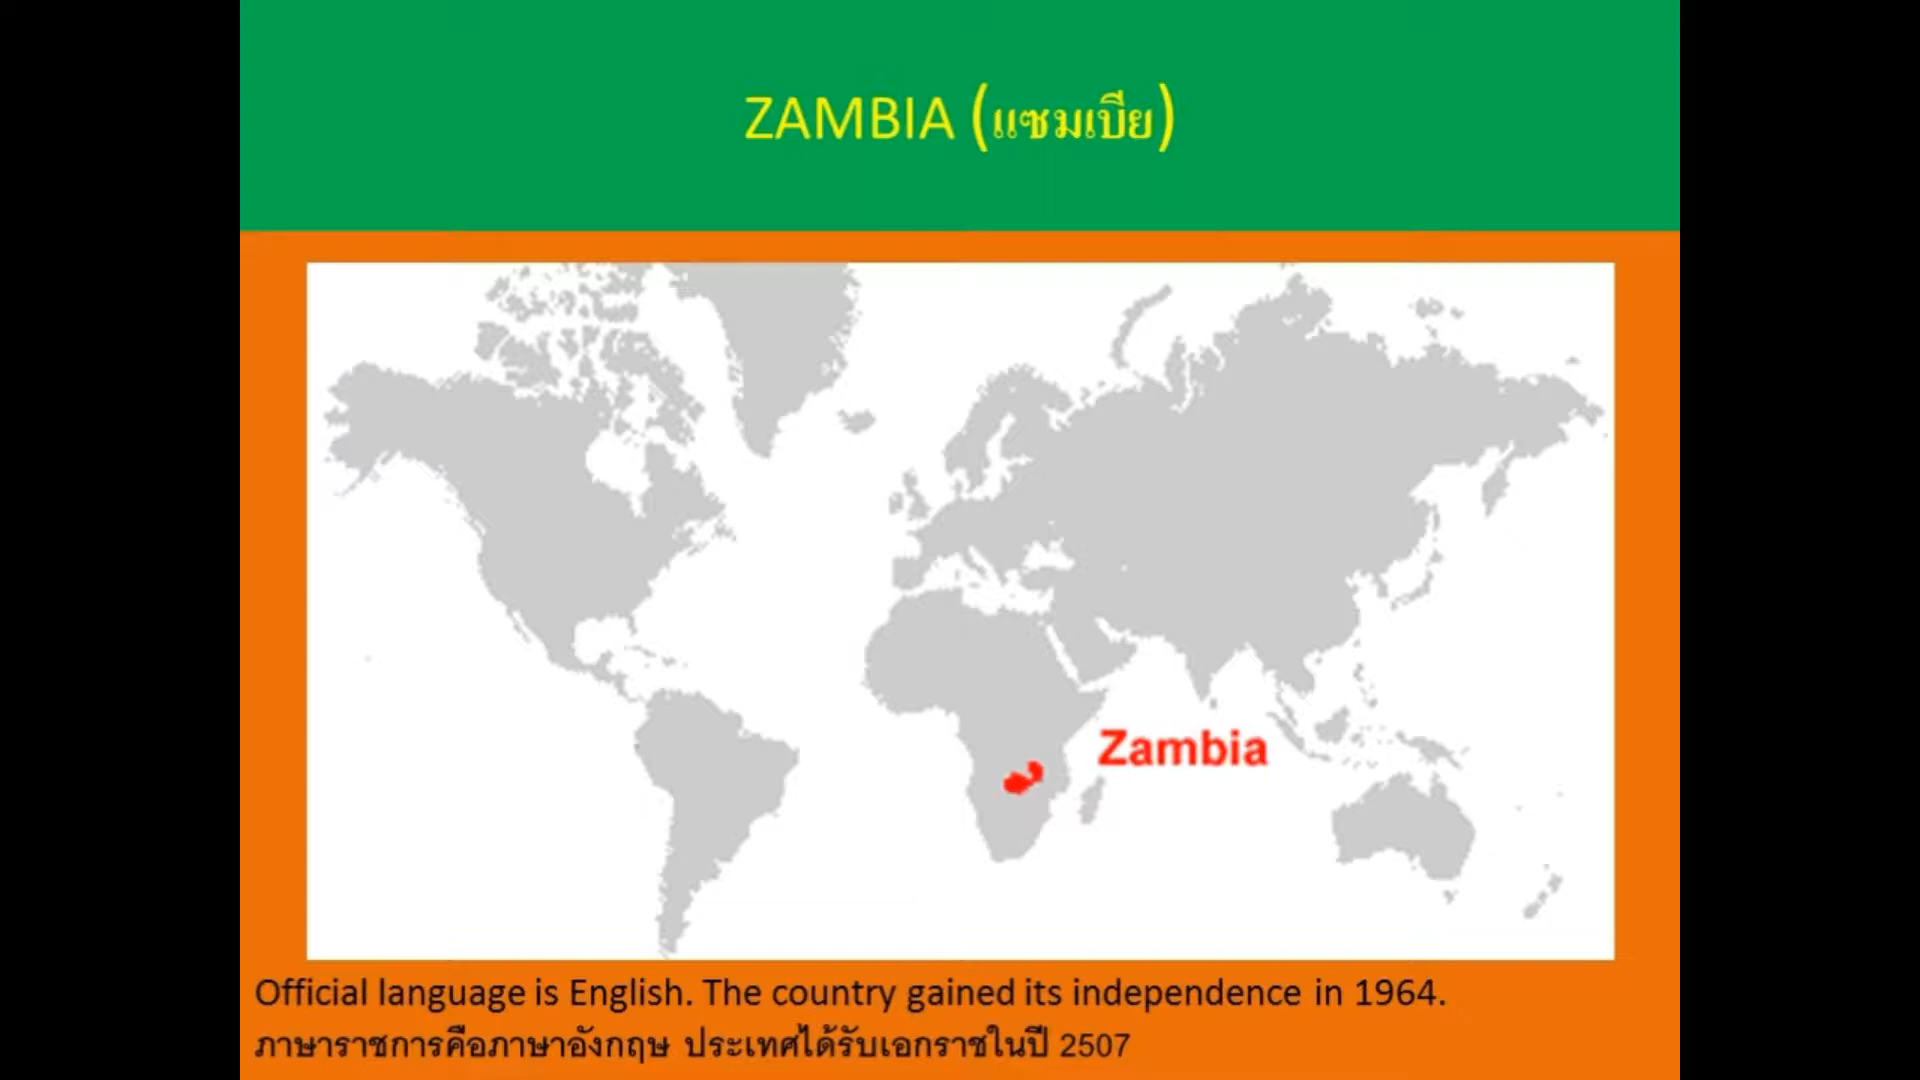 ZAMBIA (แซมเบีย)
Zambia
Official language is English. The country gained its independence in 1964.
ภาษาราชการคือภาษาอังกฤษ ประเทศได้รับเอกราชในปี 2507